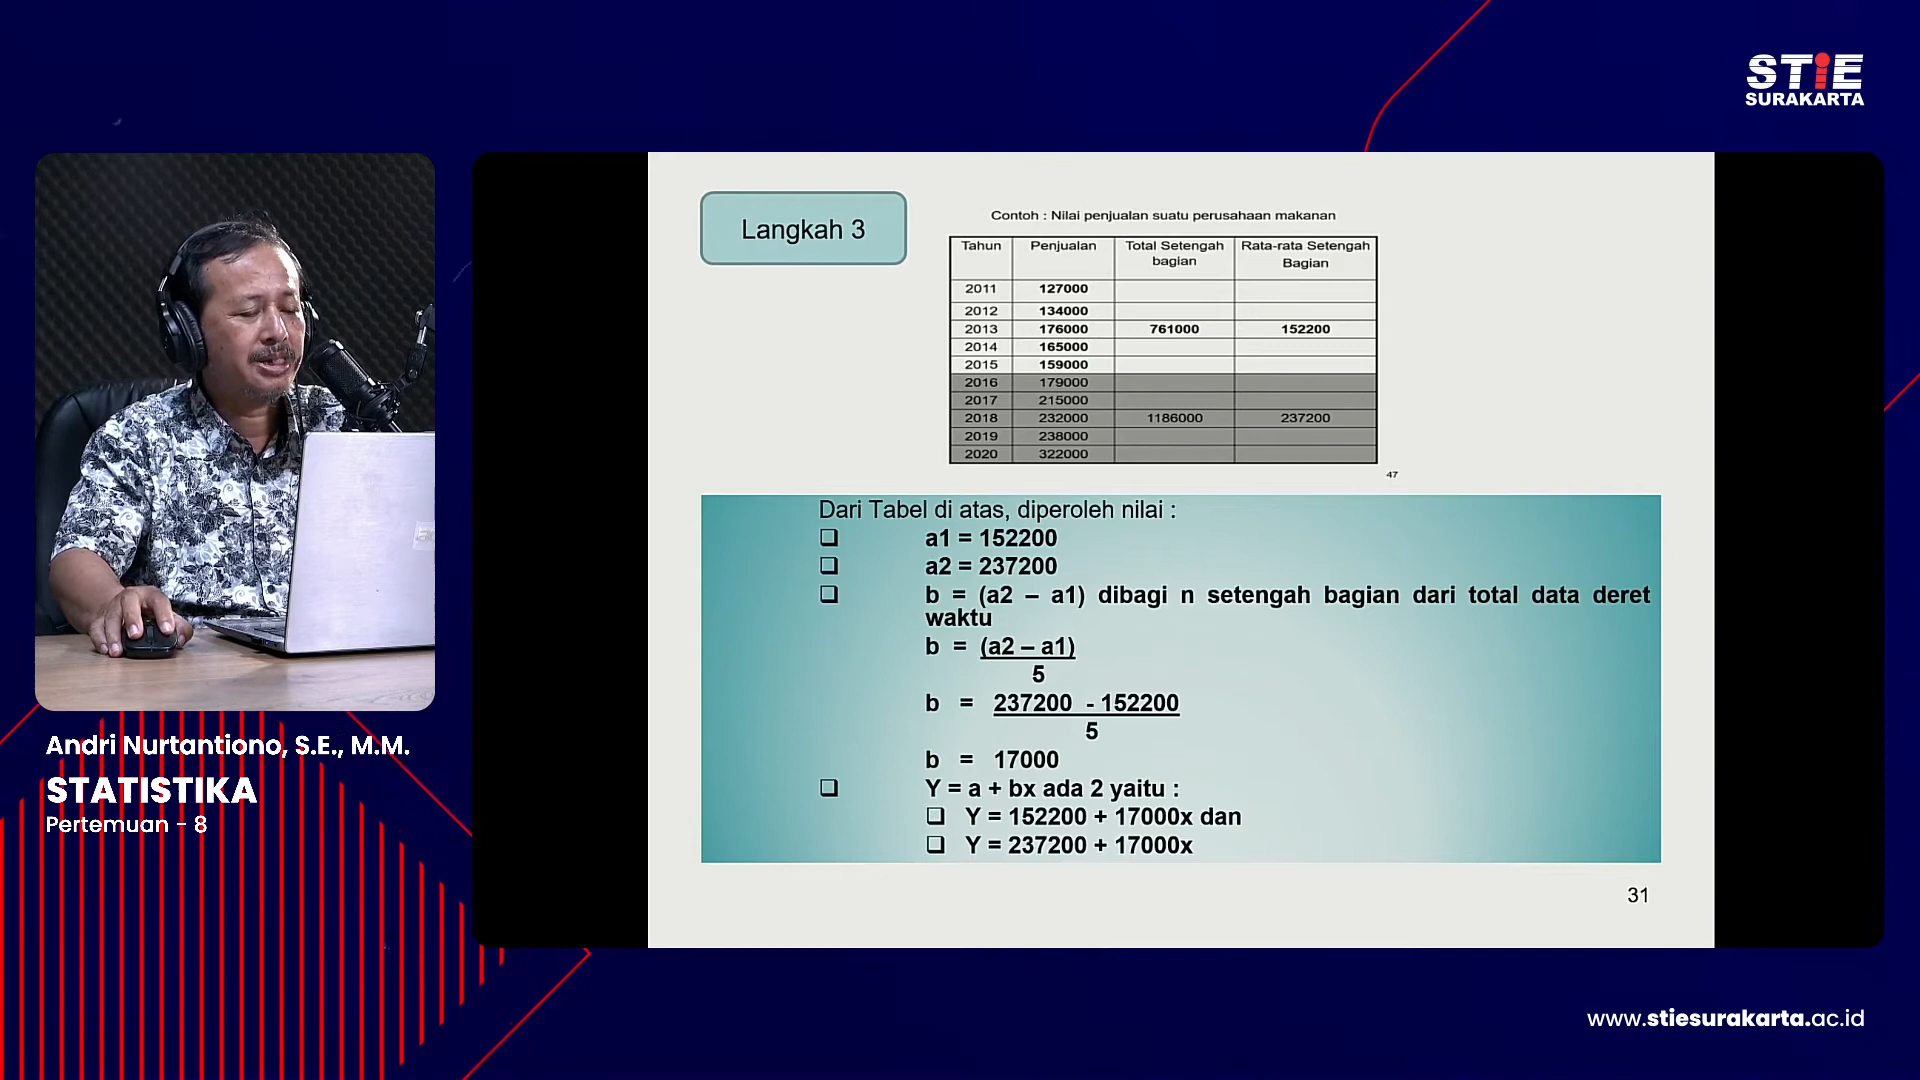 STiE
SURAKARTA
Langkah 3
Contoh : Nilai penjualan suatu perusahaan makanan
Tahun Penjualan Total Setengah bagian Rata-rata Setengah Bagian
2011 127000
2012 134000
2013 176000 761000 152200
2014 165000
2015 159000
2016 179000
2017 215000
2018 232000 1186000 237200
2019 238000
2020 322000
47
Dari Tabel di atas, diperoleh nilai :
❑ a1 = 152200
❑ a2 = 237200
❑ b = (a2 – a1) dibagi n setengah bagian dari total data deret
waktu
b = (a2 – a1)
5
b = 237200 - 152200
5
b = 17000
❑ Y = a + bx ada 2 yaitu :
❑ Y = 152200 + 17000x dan
❑ Y = 237200 + 17000x
31
Andri Nurtantiono, S.E., M.M.
STATISTIKA
Pertemuan - 8
www.stiesurakarta.ac.id